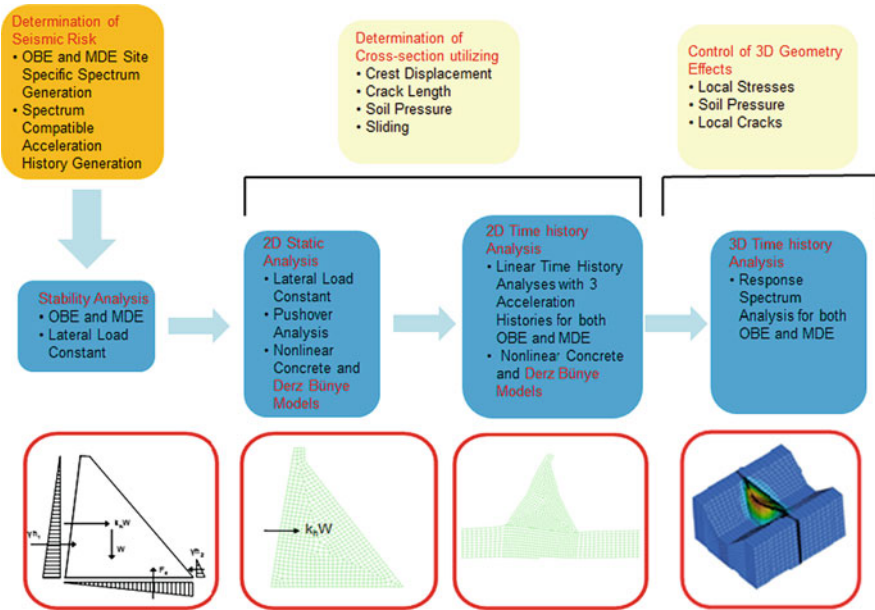 Determination of
Seismic Risk
• OBE and MDE Site
Specific Spectrum
Generation
• Spectrum
Compatible
Acceleration
History Generation
Determination of
Cross-section utilizing
• Crest Displacement
• Crack Length
• Soil Pressure
• Sliding
Control of 3D Geometry
Effects
• Local Stresses
• Soil Pressure
• Local Cracks
Stability Analysis
• OBE and MDE
• Lateral Load
Constant
2D Static
Analysis
• Lateral Load
Constant
• Pushover
Analysis
• Nonlinear
Concrete and
Derz Bünye
Models
2D Time history
Analysis
• Linear Time History
Analyses with 3
Acceleration
Histories for both
OBE and MDE
• Nonlinear Concrete
and Derz Bünye
Models
3D Time history
Analysis
• Response
Spectrum
Analysis for both
OBE and MDE
γh₁
kₕW
W
γh₂
kₕW